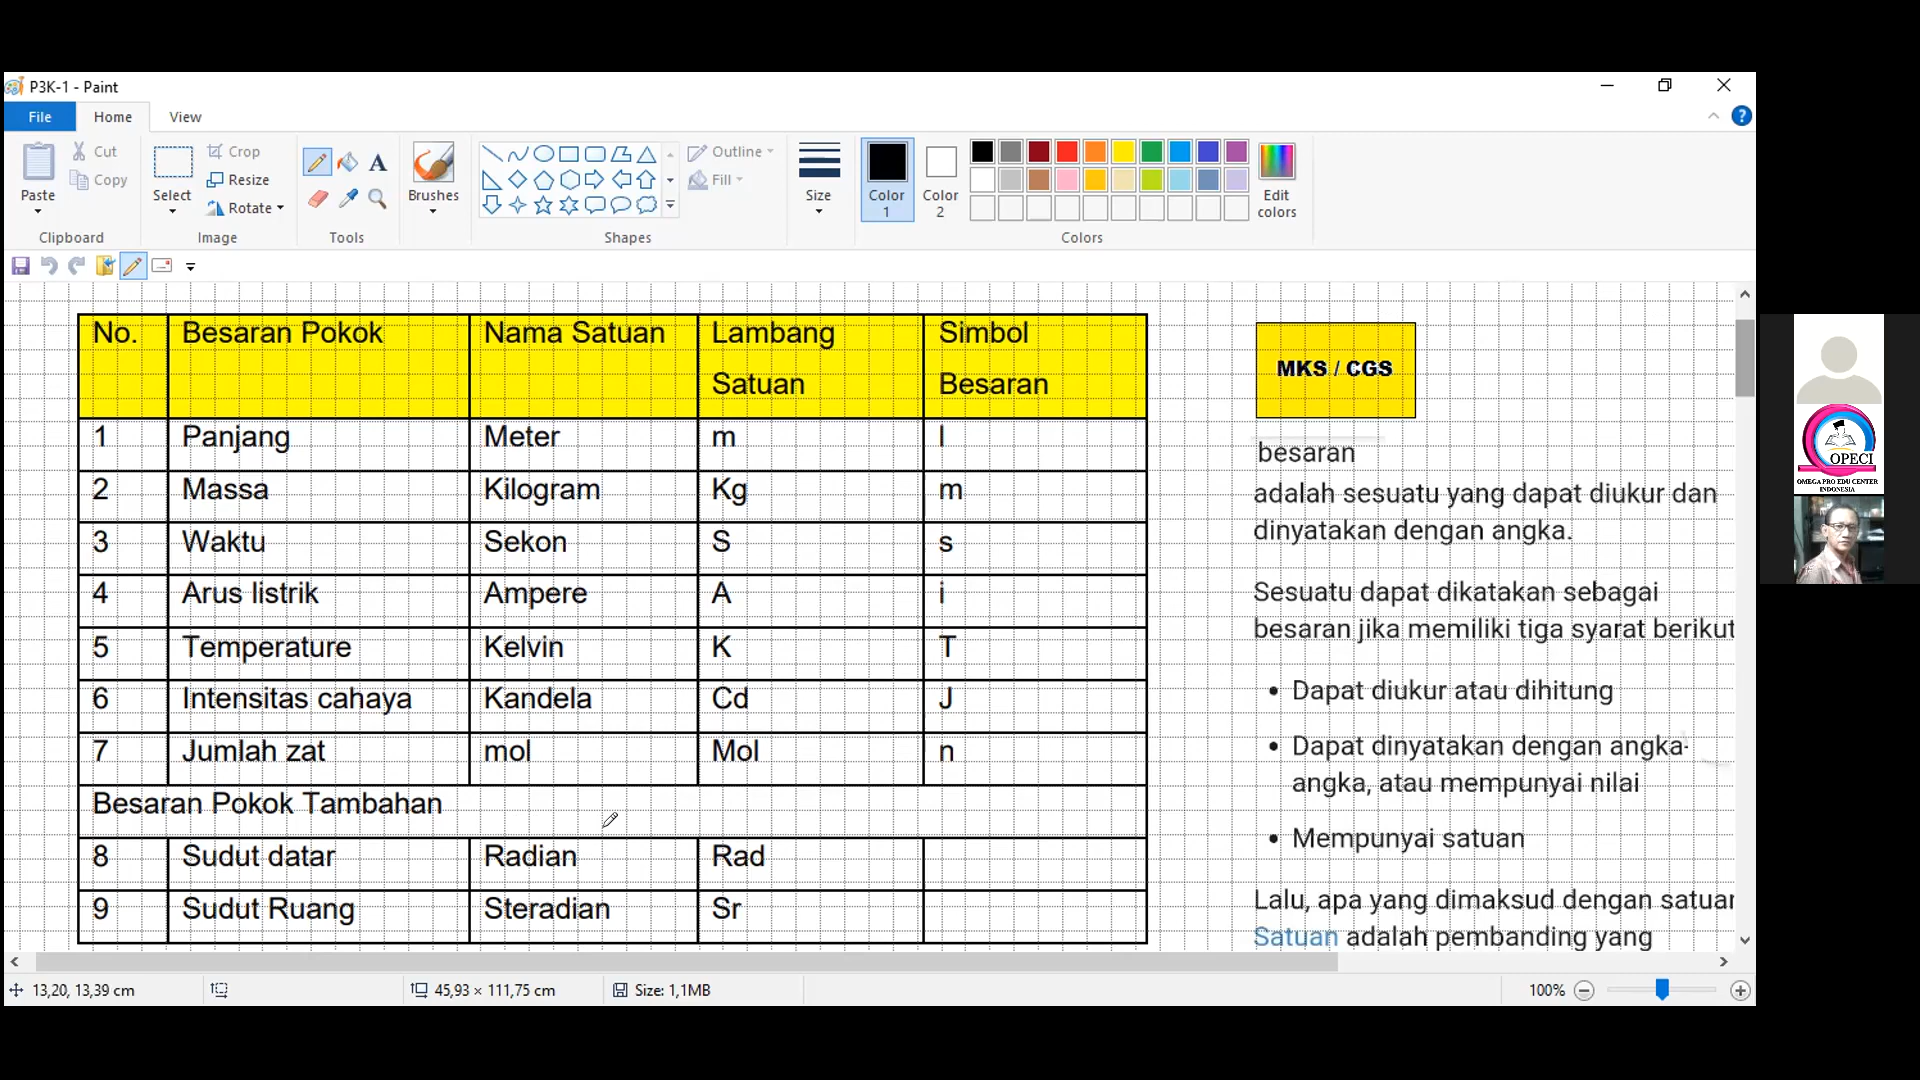 P3K-1 - Paint
File Home View
Paste
Cut
Copy
Clipboard
Select
Crop
Resize
Rotate
Image
Tools
Brushes
Outline
Fill
Shapes
Size
Color 1
Color 2
Edit colors
Colors
No. Besaran Pokok Nama Satuan Lambang Satuan Simbol Besaran
1 Panjang Meter m l
2 Massa Kilogram Kg m
3 Waktu Sekon S s
4 Arus listrik Ampere A i
5 Temperature Kelvin K T
6 Intensitas cahaya Kandela Cd J
7 Jumlah zat mol Mol n
Besaran Pokok Tambahan
8 Sudut datar Radian Rad
9 Sudut Ruang Steradian Sr
MKS / CGS
besaran
adalah sesuatu yang dapat diukur dan
dinyatakan dengan angka.
Sesuatu dapat dikatakan sebagai
besaran jika memiliki tiga syarat berikut
• Dapat diukur atau dihitung
• Dapat dinyatakan dengan angka-
angka, atau mempunyai nilai
• Mempunyai satuan
Lalu, apa yang dimaksud dengan satuan
Satuan adalah pembanding yang
OPECI
OMEGA PRO EDU CENTER
INDONESIA
13,20, 13,39 cm
45,93 × 111,75 cm
Size: 1,1MB
100%